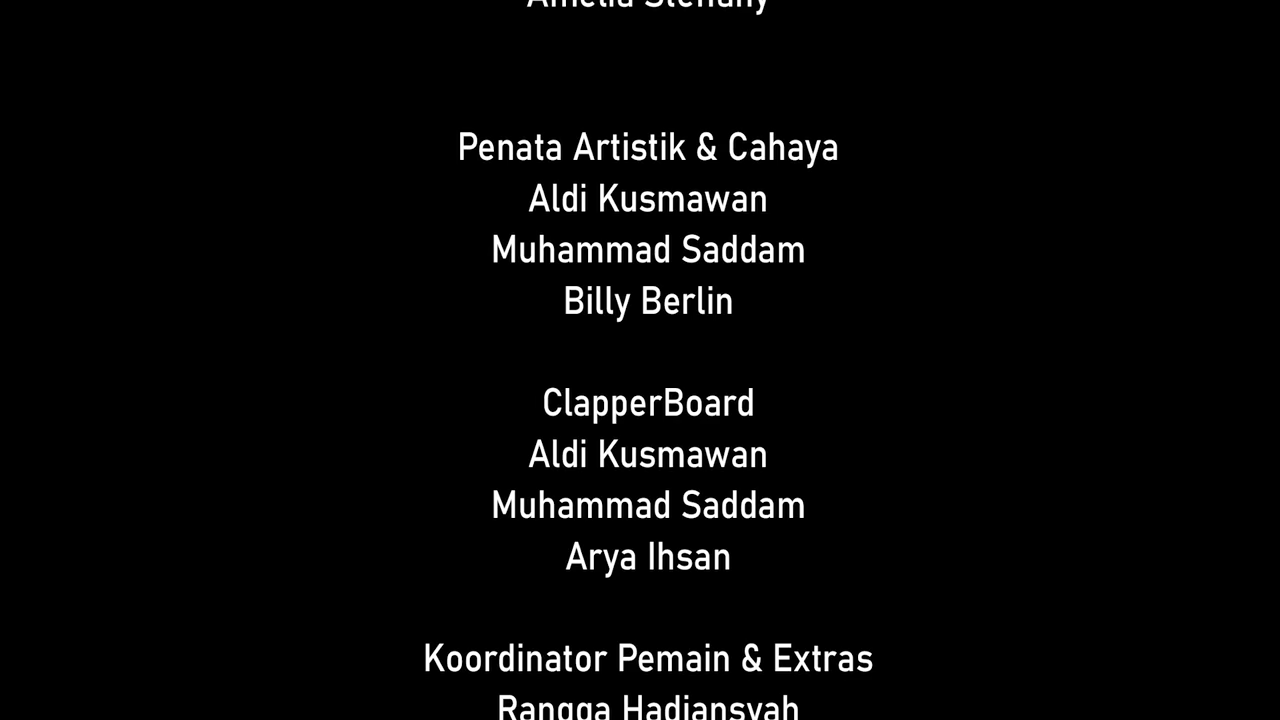 Penata Artistik & Cahaya
Aldi Kusmawan
Muhammad Saddam
Billy Berlin
ClapperBoard
Aldi Kusmawan
Muhammad Saddam
Arya Ihsan
Koordinator Pemain & Extras
Rangga Hadiansyah